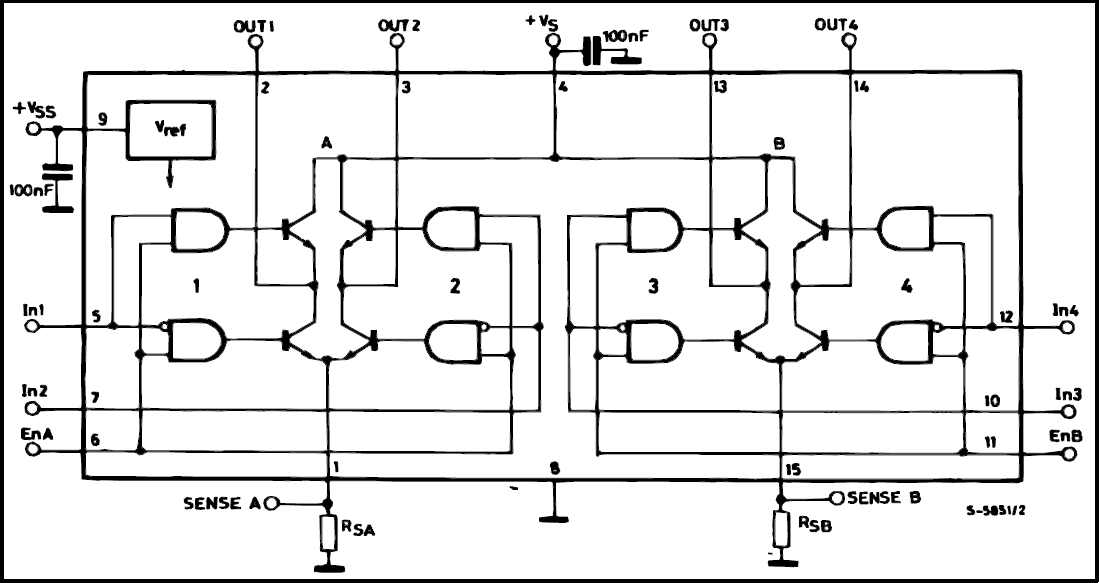 OUT1 OUT2 +VS 100nF OUT3 OUT4
2 3 4 13 14
+VSS 9 Vref
A B
100nF
1 2 3 4
In1 5 12 In4
In2 7 10 In3
EnA 6 11 EnB
1 8 15
SENSE A SENSE B
S-5851/2
RSA RSB